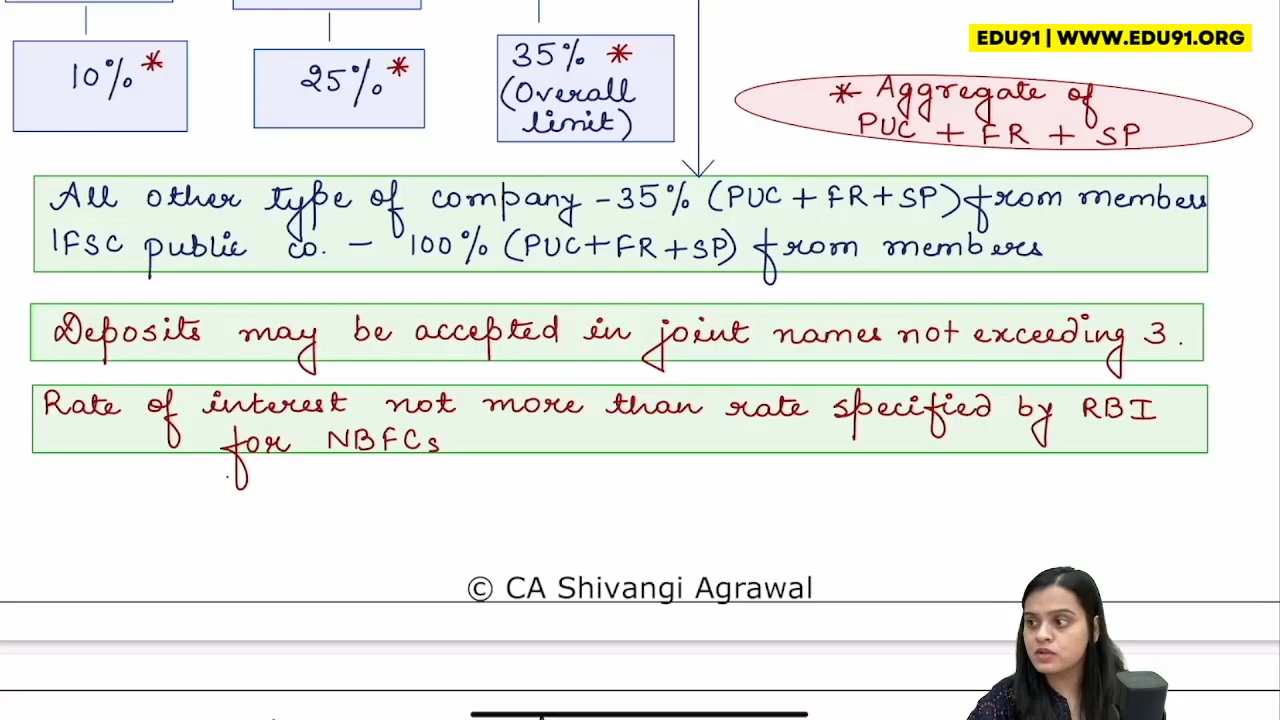 EDU91 | WWW.EDU91.ORG
10% *
25% *
35% *
(Overall
limit)
* Aggregate of
PUC + FR + SP
All other type of company - 35% (PUC + FR + SP) from members
IFSC public co. - 100% (PUC + FR + SP) from members
Deposits may be accepted in joint names not exceeding 3.
Rate of interest not more than rate specified by RBI
for NBFCs
© CA Shivangi Agrawal